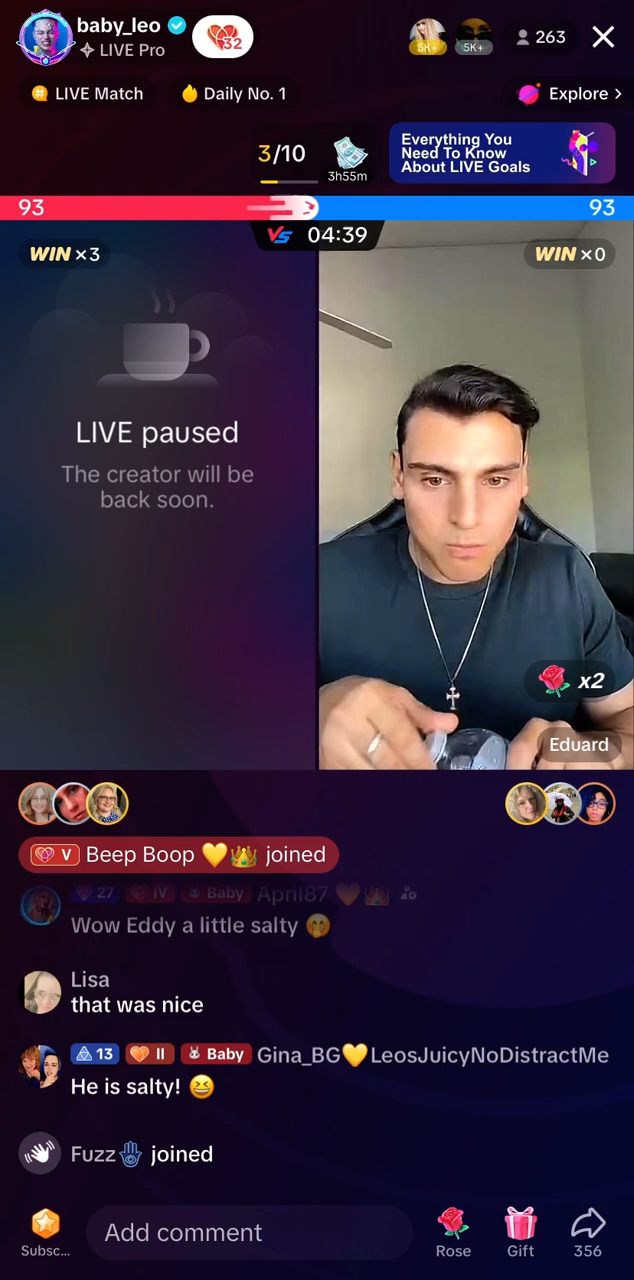 baby_leo
LIVE Pro
32
5K+
5K+
263
LIVE Match
Daily No. 1
Explore >
3/10
3h55m
Everything You
Need To Know
About LIVE Goals
93
93
VS 04:39
WIN ×3
WIN ×0
LIVE paused
The creator will be
back soon.
x2
Eduard
V Beep Boop 💛👑 joined
27 IV Baby April87 💛👑
Wow Eddy a little salty 🤭
Lisa
that was nice
13 II Baby Gina_BG💛LeosJuicyNoDistractMe
He is salty! 😆
Fuzz🪬 joined
Subsc...
Add comment
Rose
Gift
356